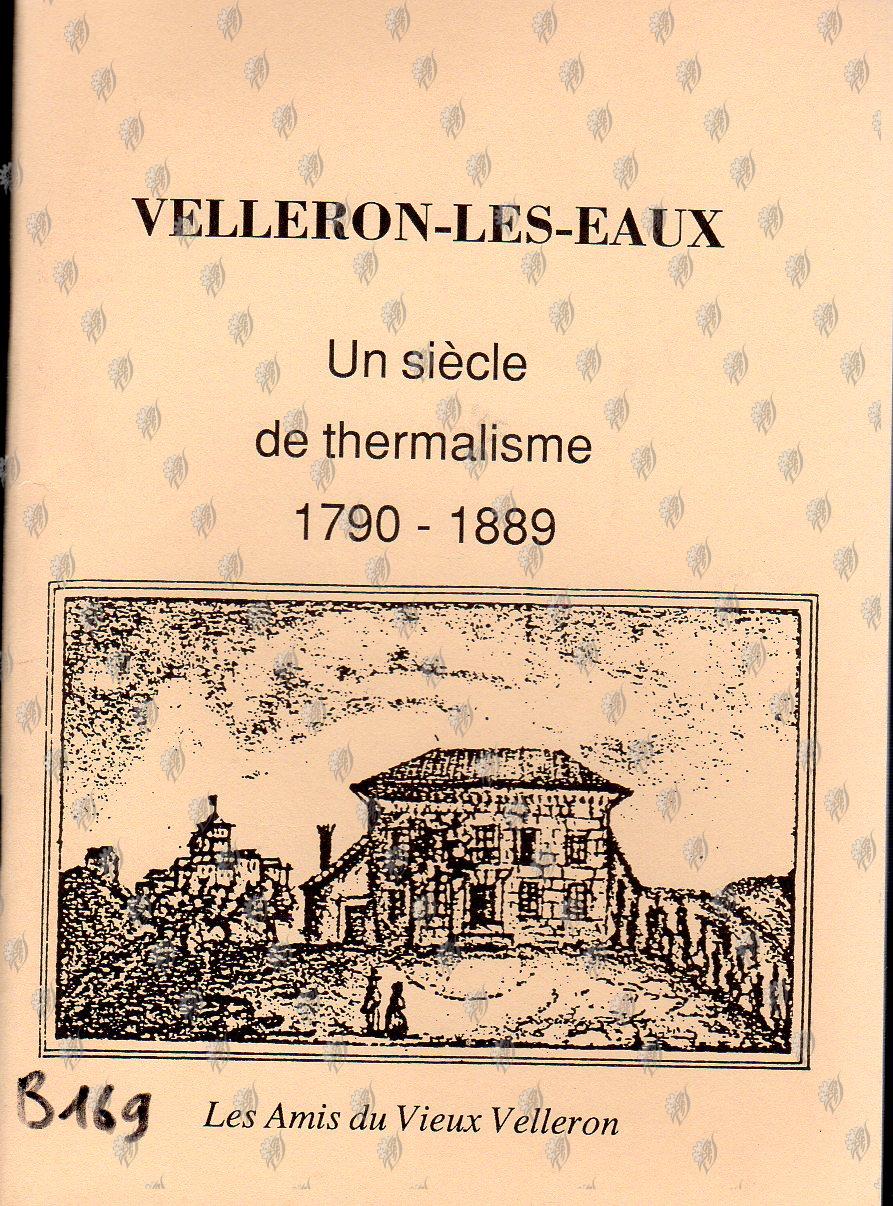 VELLERON-LES-EAUX
Un siècle
de thermalisme
1790 - 1889
B169
Les Amis du Vieux Velleron